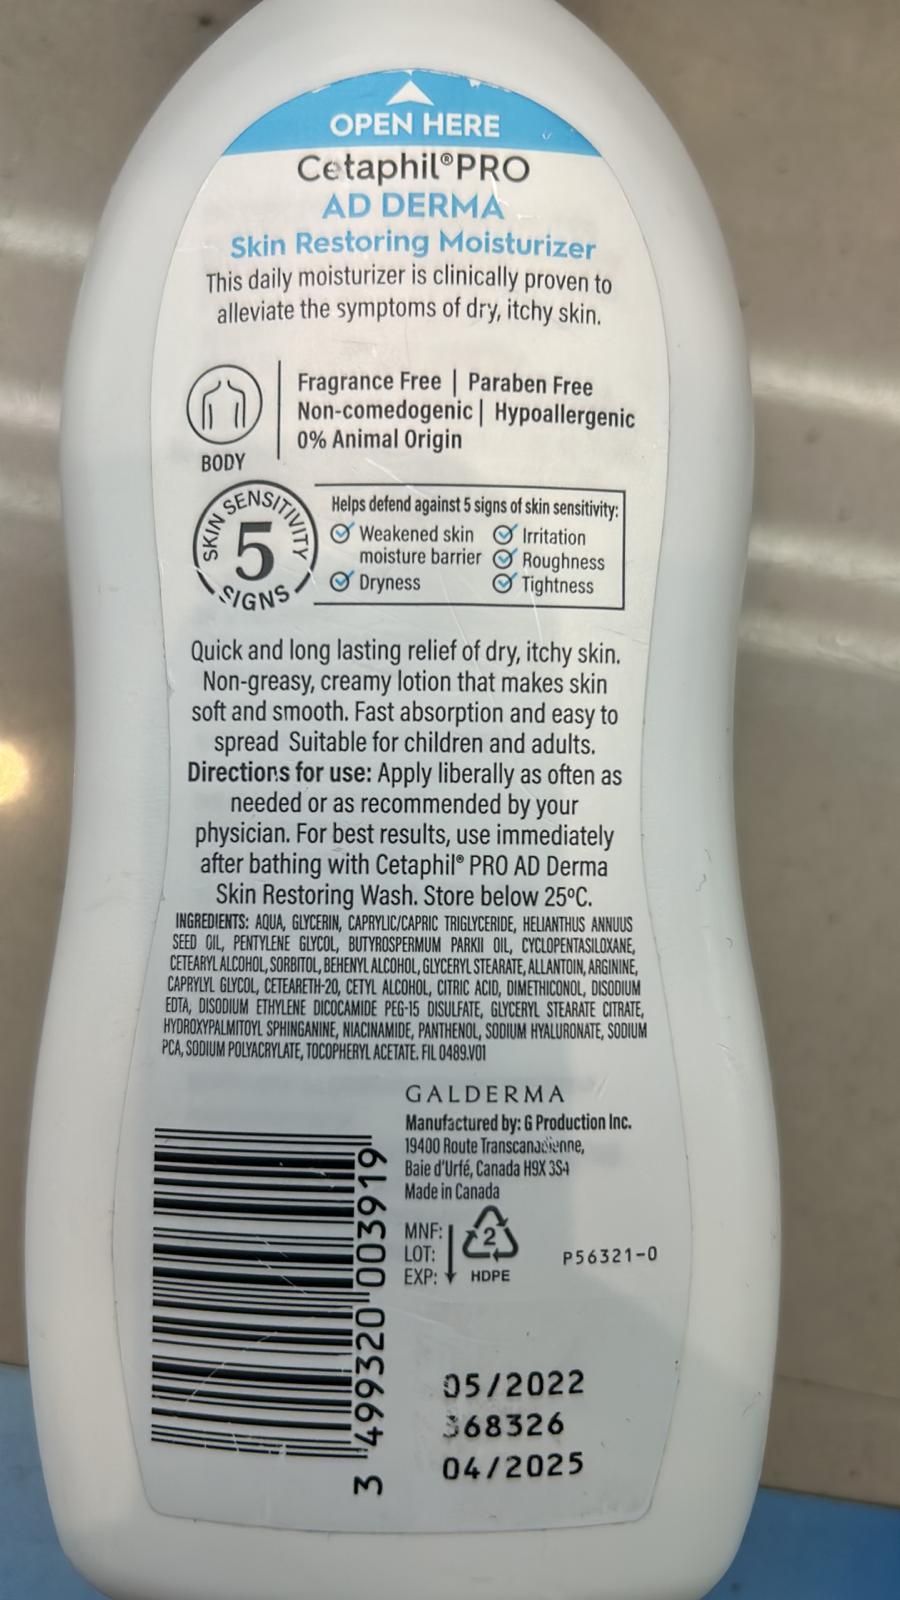 OPEN HERE
Cetaphil®PRO
AD DERMA
Skin Restoring Moisturizer
This daily moisturizer is clinically proven to
alleviate the symptoms of dry, itchy skin.
BODY
Fragrance Free | Paraben Free
Non-comedogenic | Hypoallergenic
0% Animal Origin
SKIN SENSITIVITY
5
SIGNS
Helps defend against 5 signs of skin sensitivity:
Weakened skin
moisture barrier
Dryness
Irritation
Roughness
Tightness
Quick and long lasting relief of dry, itchy skin.
Non-greasy, creamy lotion that makes skin
soft and smooth. Fast absorption and easy to
spread Suitable for children and adults.
Directions for use: Apply liberally as often as
needed or as recommended by your
physician. For best results, use immediately
after bathing with Cetaphil® PRO AD Derma
Skin Restoring Wash. Store below 25ºC.
INGREDIENTS: AQUA, GLYCERIN, CAPRYLIC/CAPRIC TRIGLYCERIDE, HELIANTHUS ANNUUS
SEED OIL, PENTYLENE GLYCOL, BUTYROSPERMUM PARKII OIL, CYCLOPENTASILOXANE,
CETEARYL ALCOHOL, SORBITOL, BEHENYL ALCOHOL, GLYCERYL STEARATE, ALLANTOIN, ARGININE,
CAPRYLYL GLYCOL, CETEARETH-20, CETYL ALCOHOL, CITRIC ACID, DIMETHICONOL, DISODIUM
EDTA, DISODIUM ETHYLENE DICOCAMIDE PEG-15 DISULFATE, GLYCERYL STEARATE CITRATE,
HYDROXYPALMITOYL SPHINGANINE, NIACINAMIDE, PANTHENOL, SODIUM HYALURONATE, SODIUM
PCA, SODIUM POLYACRYLATE, TOCOPHERYL ACETATE. FIL 0489.V01
GALDERMA
Manufactured by: G Production Inc.
19400 Route Transcanadienne,
Baie d'Urfé, Canada H9X 3S4
Made in Canada
MNF:
LOT:
EXP:
2
HDPE
P56321-0
3 499320 003919
05/2022
368326
04/2025